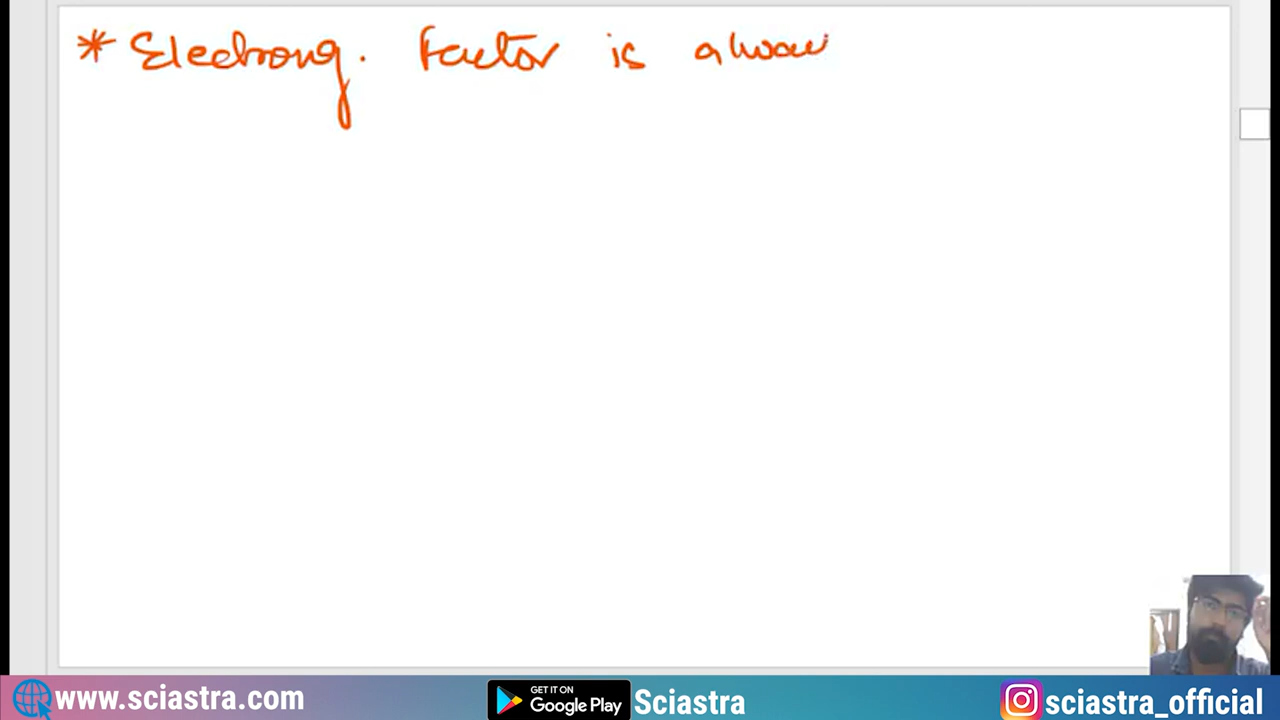 * Electroneg. Factor is alwa
www.sciastra.com
GET IT ON
Google Play
Sciastra
sciastra_official